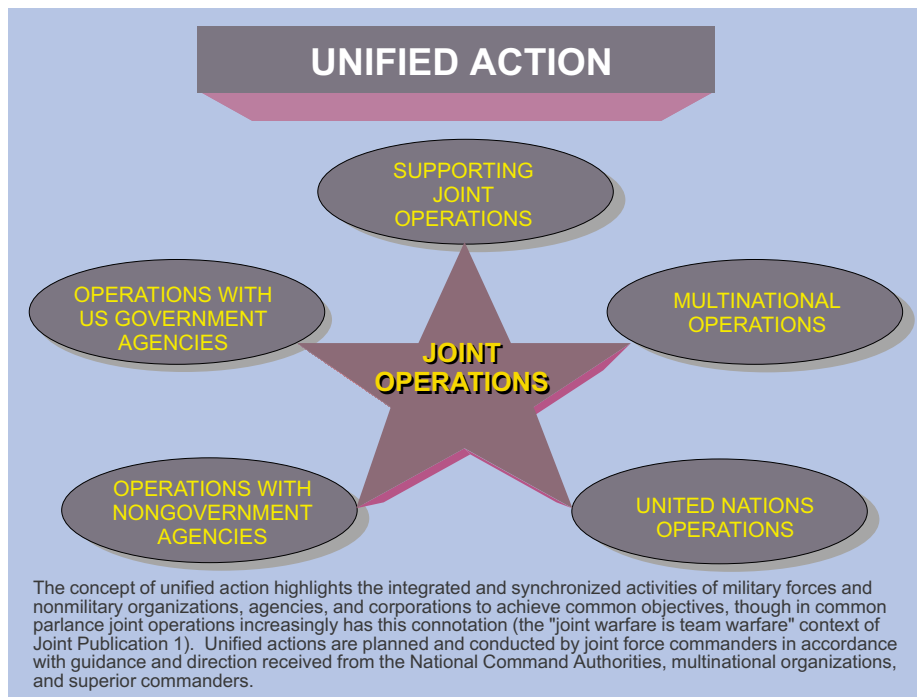 UNIFIED ACTION
SUPPORTING
JOINT
OPERATIONS
OPERATIONS WITH
US GOVERNMENT
AGENCIES
MULTINATIONAL
OPERATIONS
JOINT
OPERATIONS
OPERATIONS WITH
NONGOVERNMENT
AGENCIES
UNITED NATIONS
OPERATIONS
The concept of unified action highlights the integrated and synchronized activities of military forces and
nonmilitary organizations, agencies, and corporations to achieve common objectives, though in common
parlance joint operations increasingly has this connotation (the "joint warfare is team warfare" context of
Joint Publication 1).  Unified actions are planned and conducted by joint force commanders in accordance
with guidance and direction received from the National Command Authorities, multinational organizations,
and superior commanders.